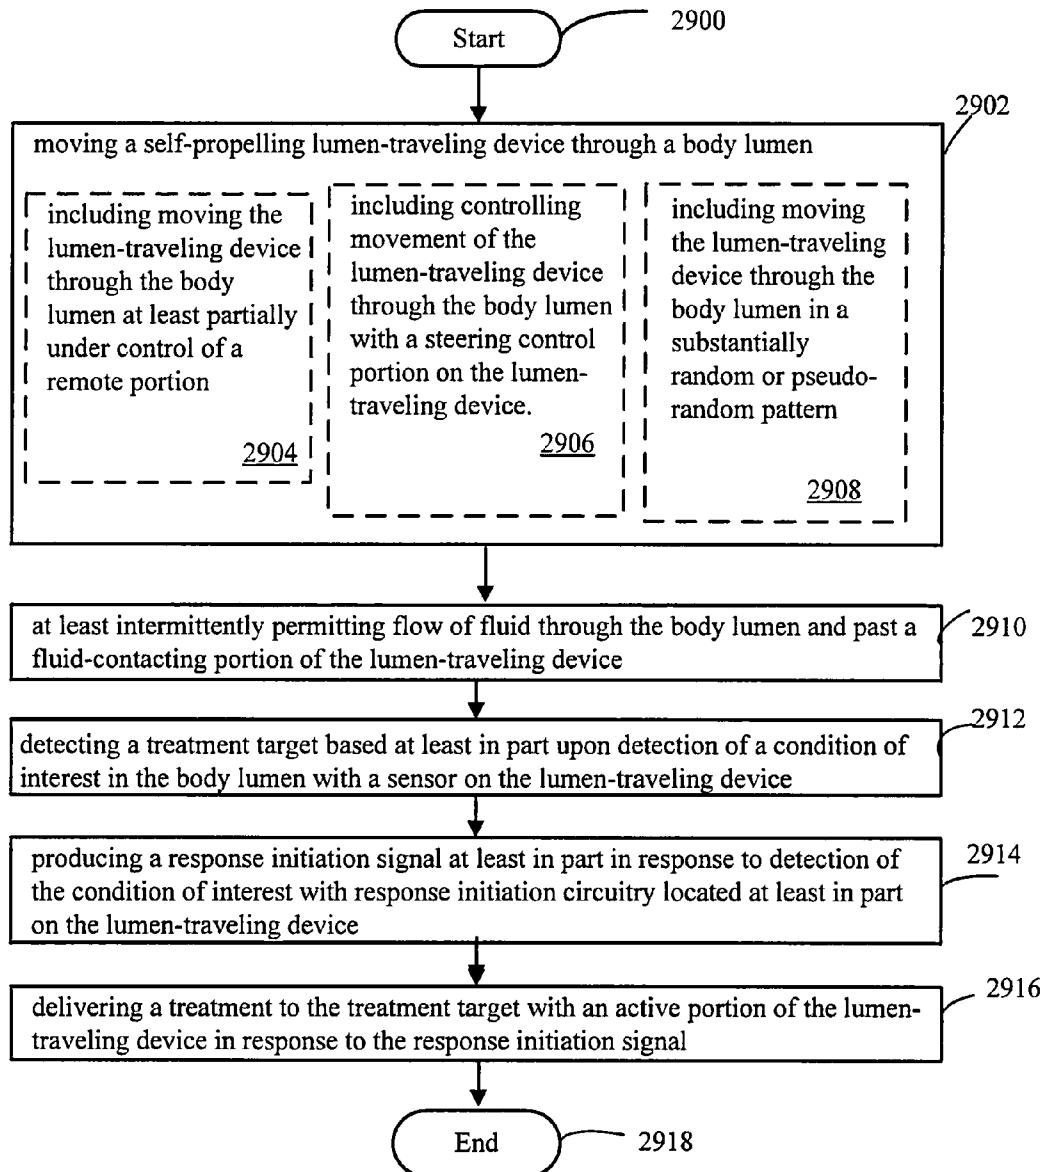 Start
2900
2902
moving a self-propelling lumen-traveling device through a body lumen
including moving the
lumen-traveling device
through the body
lumen at least partially
under control of a
remote portion
2904
including controlling
movement of the
lumen-traveling device
through the body lumen
with a steering control
portion on the lumen-
traveling device.
2906
including moving
the lumen-traveling
device through the
body lumen in a
substantially
random or pseudo-
random pattern
2908
at least intermittently permitting flow of fluid through the body lumen and past a
fluid-contacting portion of the lumen-traveling device
2910
detecting a treatment target based at least in part upon detection of a condition of
interest in the body lumen with a sensor on the lumen-traveling device
2912
producing a response initiation signal at least in part in response to detection of
the condition of interest with response initiation circuitry located at least in part
on the lumen-traveling device
2914
delivering a treatment to the treatment target with an active portion of the lumen-
traveling device in response to the response initiation signal
2916
End
2918